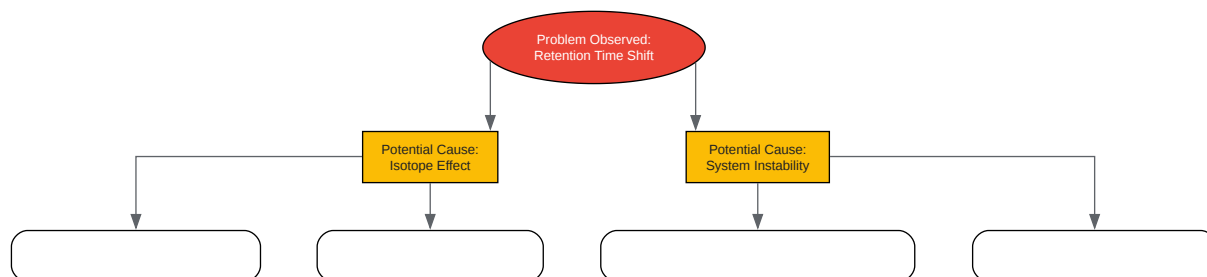 Problem Observed:
Retention Time Shift
Potential Cause:
Isotope Effect
Potential Cause:
System Instability